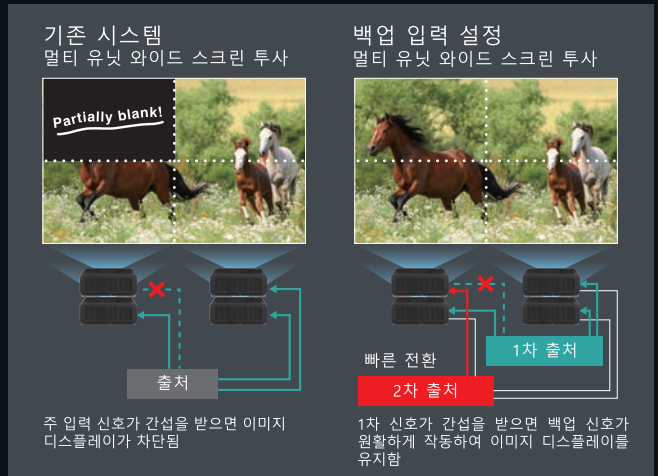 기존 시스템
멀티 유닛 와이드 스크린 투사
Partially blank!
출처
주 입력 신호가 간섭을 받으면 이미지
디스플레이가 차단됨
백업 입력 설정
멀티 유닛 와이드 스크린 투사
1차 출처
빠른 전환
2차 출처
1차 신호가 간섭을 받으면 백업 신호가
원활하게 작동하여 이미지 디스플레이를
유지함